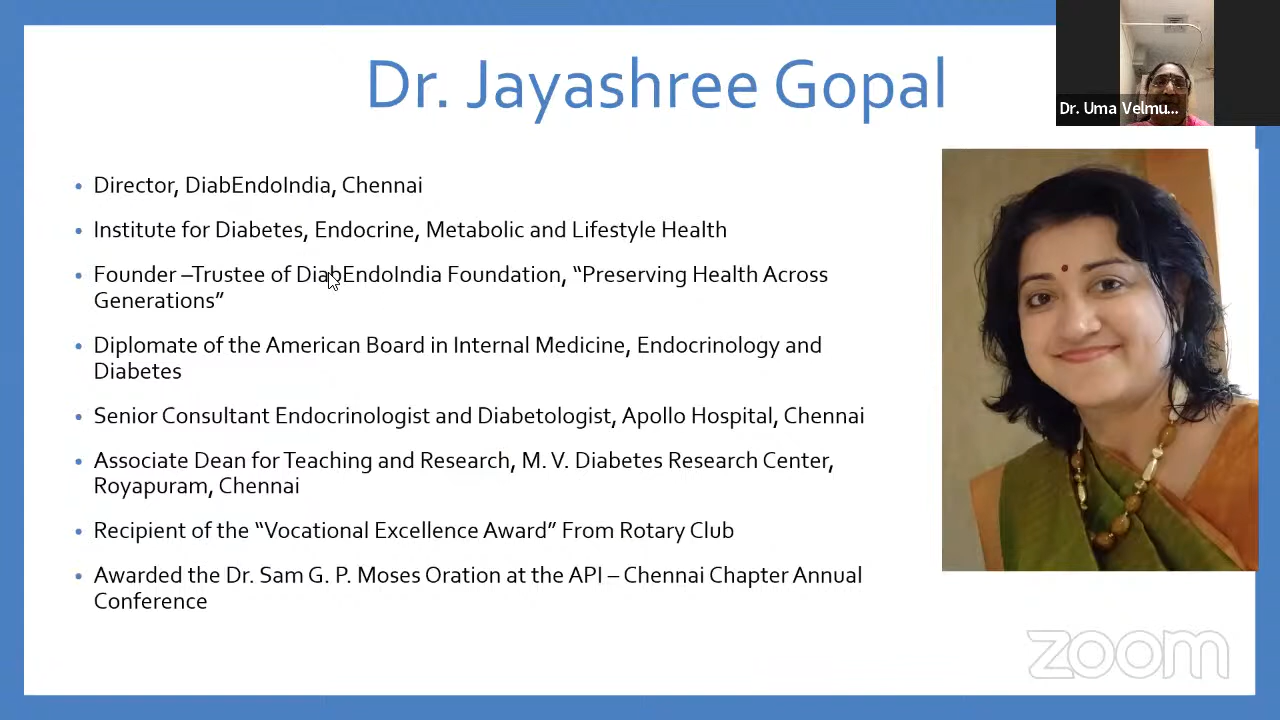 Dr. Jayashree Gopal
Dr. Uma Velmu...
• Director, DiabEndoIndia, Chennai
• Institute for Diabetes, Endocrine, Metabolic and Lifestyle Health
• Founder –Trustee of DiabEndoIndia Foundation, “Preserving Health Across
Generations”
• Diplomate of the American Board in Internal Medicine, Endocrinology and
Diabetes
• Senior Consultant Endocrinologist and Diabetologist, Apollo Hospital, Chennai
• Associate Dean for Teaching and Research, M. V. Diabetes Research Center,
Royapuram, Chennai
• Recipient of the “Vocational Excellence Award” From Rotary Club
• Awarded the Dr. Sam G. P. Moses Oration at the API – Chennai Chapter Annual
Conference
zoom